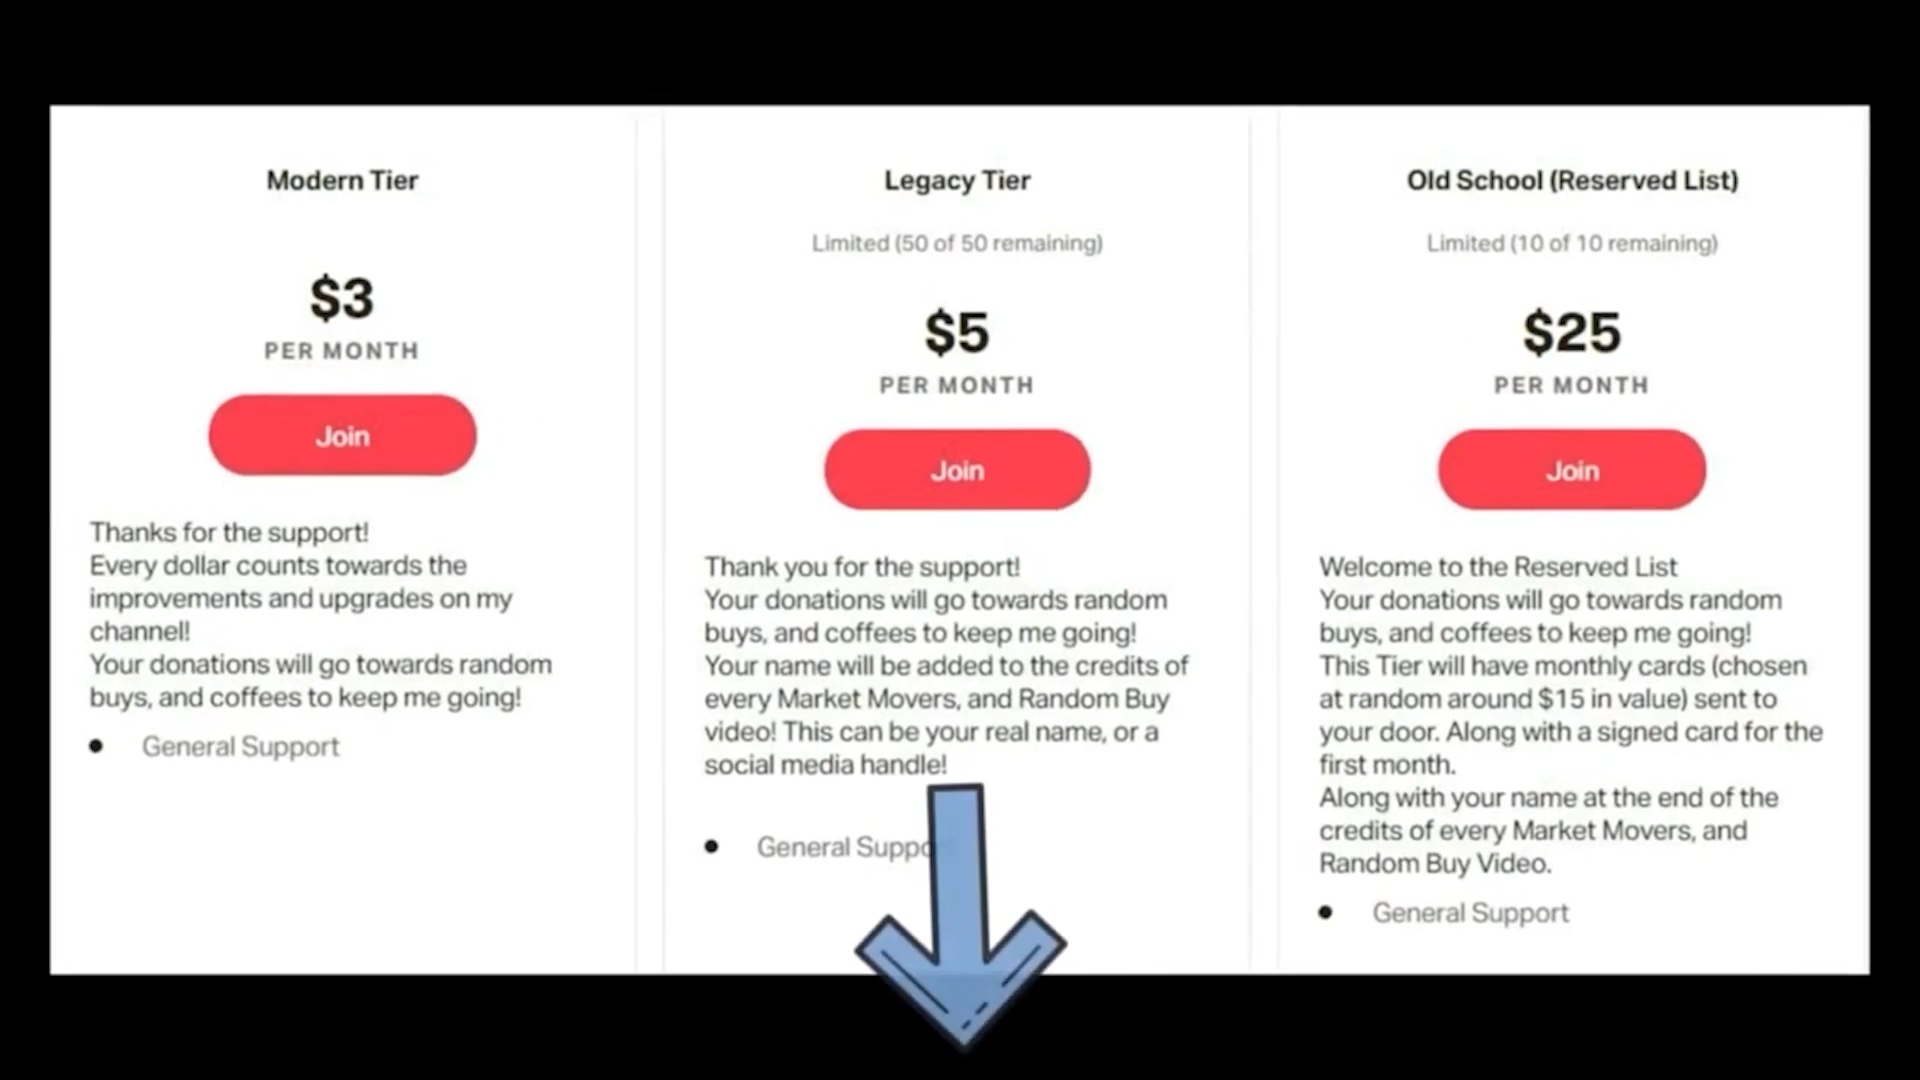 Modern Tier
$3
PER MONTH
Join
Thanks for the support!
Every dollar counts towards the
improvements and upgrades on my
channel!
Your donations will go towards random
buys, and coffees to keep me going!
• General Support
Legacy Tier
Limited (50 of 50 remaining)
$5
PER MONTH
Join
Thank you for the support!
Your donations will go towards random
buys, and coffees to keep me going!
Your name will be added to the credits of
every Market Movers, and Random Buy
video! This can be your real name, or a
social media handle!
• General Suppo
Old School (Reserved List)
Limited (10 of 10 remaining)
$25
PER MONTH
Join
Welcome to the Reserved List
Your donations will go towards random
buys, and coffees to keep me going!
This Tier will have monthly cards (chosen
at random around $15 in value) sent to
your door. Along with a signed card for the
first month.
Along with your name at the end of the
credits of every Market Movers, and
Random Buy Video.
• General Support